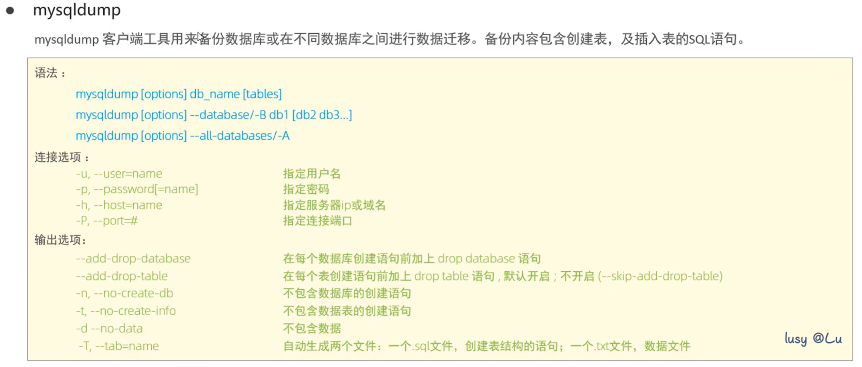 mysqldump
mysqldump 客户端工具用来备份数据库或在不同数据库之间进行数据迁移。备份内容包含创建表，及插入表的SQL语句。
语法：
mysqldump [options] db_name [tables]
mysqldump [options] --database/-B db1 [db2 db3...]
mysqldump [options] --all-databases/-A
连接选项：
-u, --user=name 指定用户名
-p, --password[=name] 指定密码
-h, --host=name 指定服务器ip或域名
-P, --port=# 指定连接端口
输出选项：
--add-drop-database 在每个数据库创建语句前加上 drop database 语句
--add-drop-table 在每个表创建语句前加上 drop table 语句 , 默认开启 ; 不开启 (--skip-add-drop-table)
-n, --no-create-db 不包含数据库的创建语句
-t, --no-create-info 不包含数据表的创建语句
-d --no-data 不包含数据
-T, --tab=name 自动生成两个文件：一个.sql文件，创建表结构的语句；一个.txt文件，数据文件
lusy @Lu